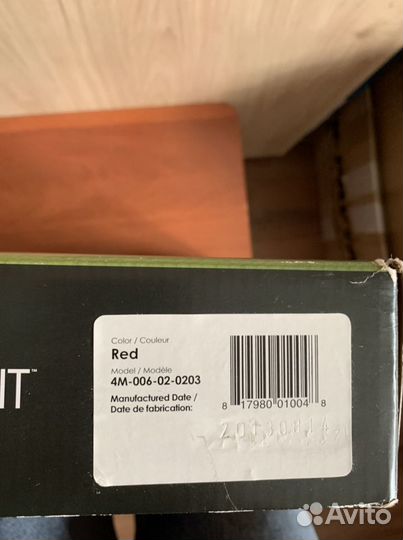 IT™
Color / Couleur
Red
Model / Modèle
4M-006-02-0203
Manufactured Date /
Date de fabrication:
8 17980 01004 8
Avito